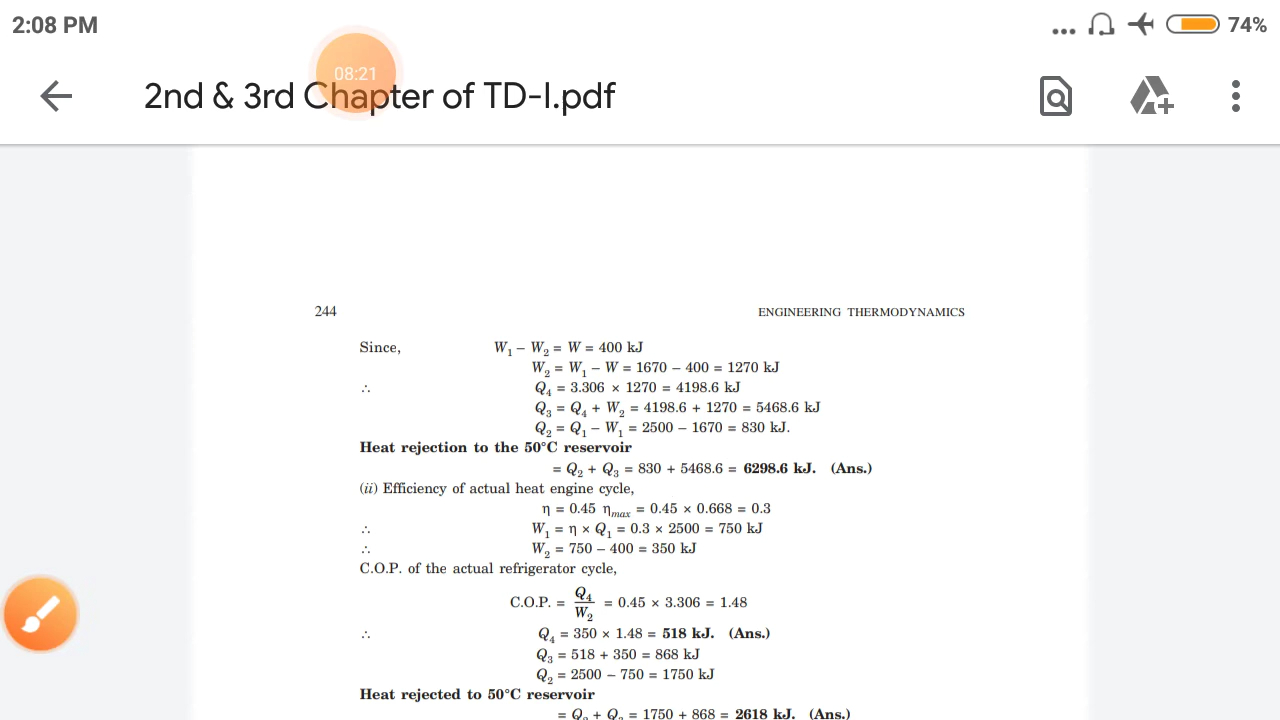 2:08 PM
... 74%
08:21
2nd & 3rd Chapter of TD-I.pdf
244 ENGINEERING THERMODYNAMICS
Since, W₁ – W₂ = W = 400 kJ
W₂ = W₁ – W = 1670 – 400 = 1270 kJ
∴ Q₄ = 3.306 × 1270 = 4198.6 kJ
Q₃ = Q₄ + W₂ = 4198.6 + 1270 = 5468.6 kJ
Q₂ = Q₁ – W₁ = 2500 – 1670 = 830 kJ.
Heat rejection to the 50°C reservoir
= Q₂ + Q₃ = 830 + 5468.6 = 6298.6 kJ. (Ans.)
(ii) Efficiency of actual heat engine cycle,
η = 0.45 ηmax = 0.45 × 0.668 = 0.3
∴ W₁ = η × Q₁ = 0.3 × 2500 = 750 kJ
∴ W₂ = 750 – 400 = 350 kJ
C.O.P. of the actual refrigerator cycle,
C.O.P. = Q₄/W₂ = 0.45 × 3.306 = 1.48
∴ Q₄ = 350 × 1.48 = 518 kJ. (Ans.)
Q₃ = 518 + 350 = 868 kJ
Q₂ = 2500 – 750 = 1750 kJ
Heat rejected to 50°C reservoir
= Q₂ + Q₃ = 1750 + 868 = 2618 kJ. (Ans.)